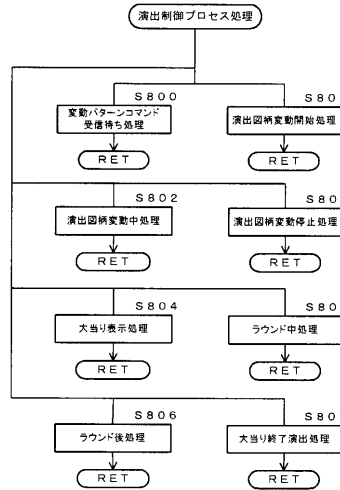 演出制御プロセス処理
S800
S80
変動パターンコマンド
受信待ち処理
演出図柄変動開始処理
RET
RET
S802
S80
演出図柄変動中処理
演出図柄変動停止処理
RET
RET
S804
S80
大当り表示処理
ラウンド中処理
RET
RET
S806
S80
ラウンド後処理
大当り終了演出処理
RET
RET